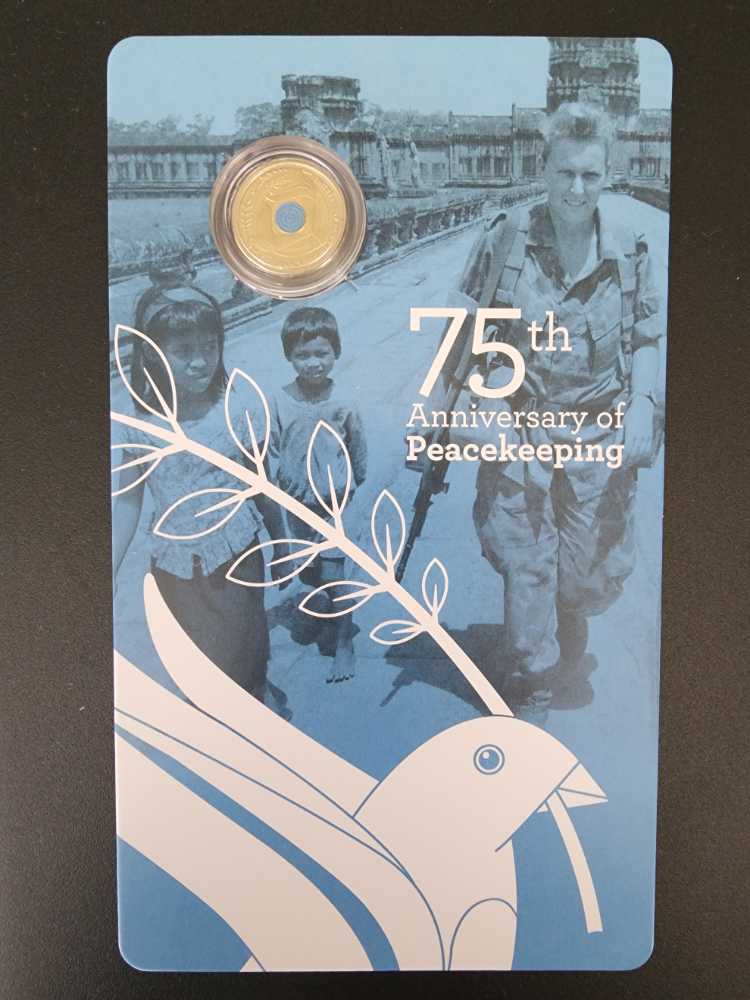 75th
Anniversary of
Peacekeeping